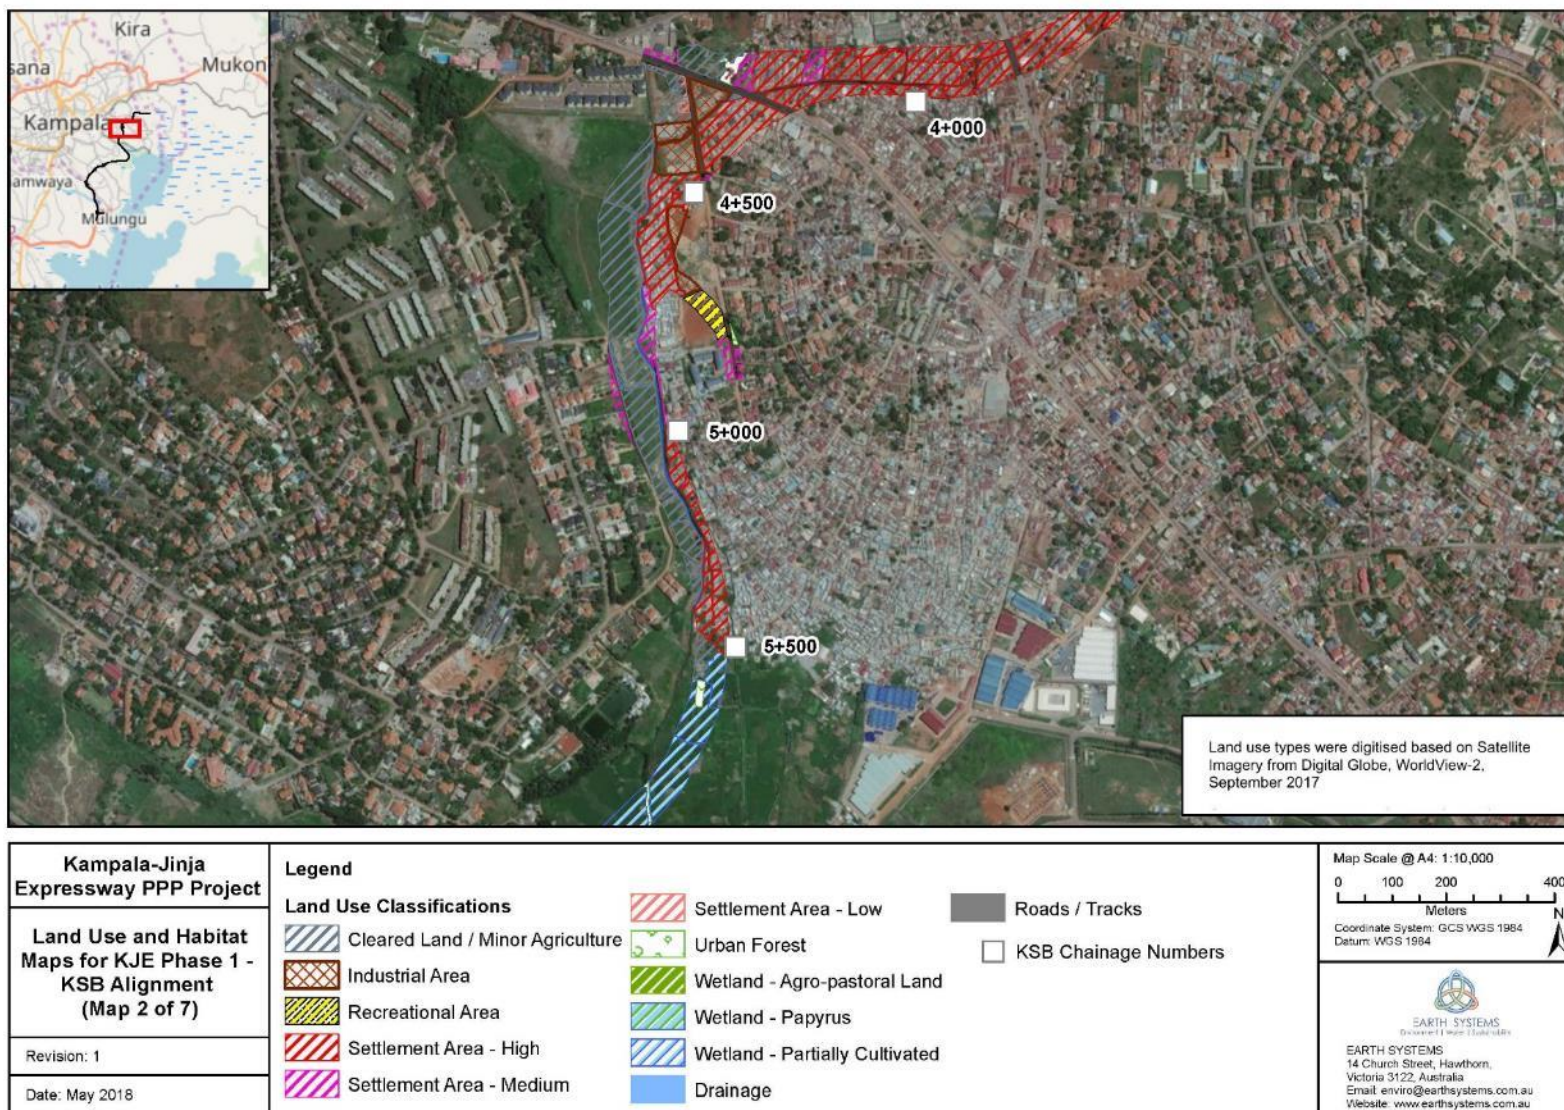 Kira
sana
Mukon
Kampala
amwaya
Mulungu
4+000
4+500
5+000
5+500
Land use types were digitised based on Satellite
Imagery from Digital Globe, WorldView-2,
September 2017
Kampala-Jinja
Expressway PPP Project
Land Use and Habitat
Maps for KJE Phase 1 -
KSB Alignment
(Map 2 of 7)
Revision: 1
Date: May 2018
Legend
Land Use Classifications
Cleared Land / Minor Agriculture
Industrial Area
Recreational Area
Settlement Area - High
Settlement Area - Medium
Settlement Area - Low
Urban Forest
Wetland - Agro-pastoral Land
Wetland - Papyrus
Wetland - Partially Cultivated
Drainage
Roads / Tracks
KSB Chainage Numbers
Map Scale @ A4: 1:10,000
0 100 200 400
Meters
N
Coordinate System: GCS WGS 1984
Datum: WGS 1984
EARTH SYSTEMS
Environment | Water | Sustainability
EARTH SYSTEMS
14 Church Street, Hawthorn,
Victoria 3122, Australia
Email: enviro@earthsystems.com.au
Website: www.earthsystems.com.au